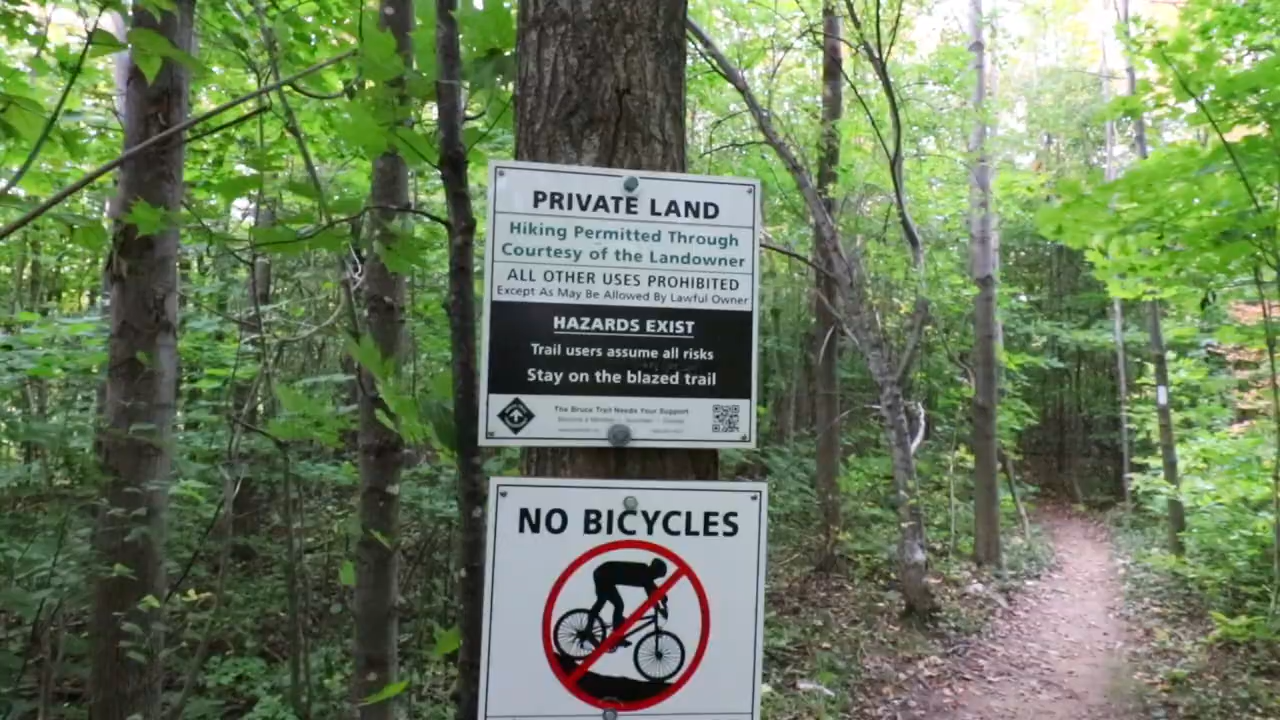 PRIVATE LAND
Hiking Permitted Through
Courtesy of the Landowner
ALL OTHER USES PROHIBITED
Except As May Be Allowed By Lawful Owner
HAZARDS EXIST
Trail users assume all risks
Stay on the blazed trail
The Bruce Trail Needs Your Support
NO BICYCLES